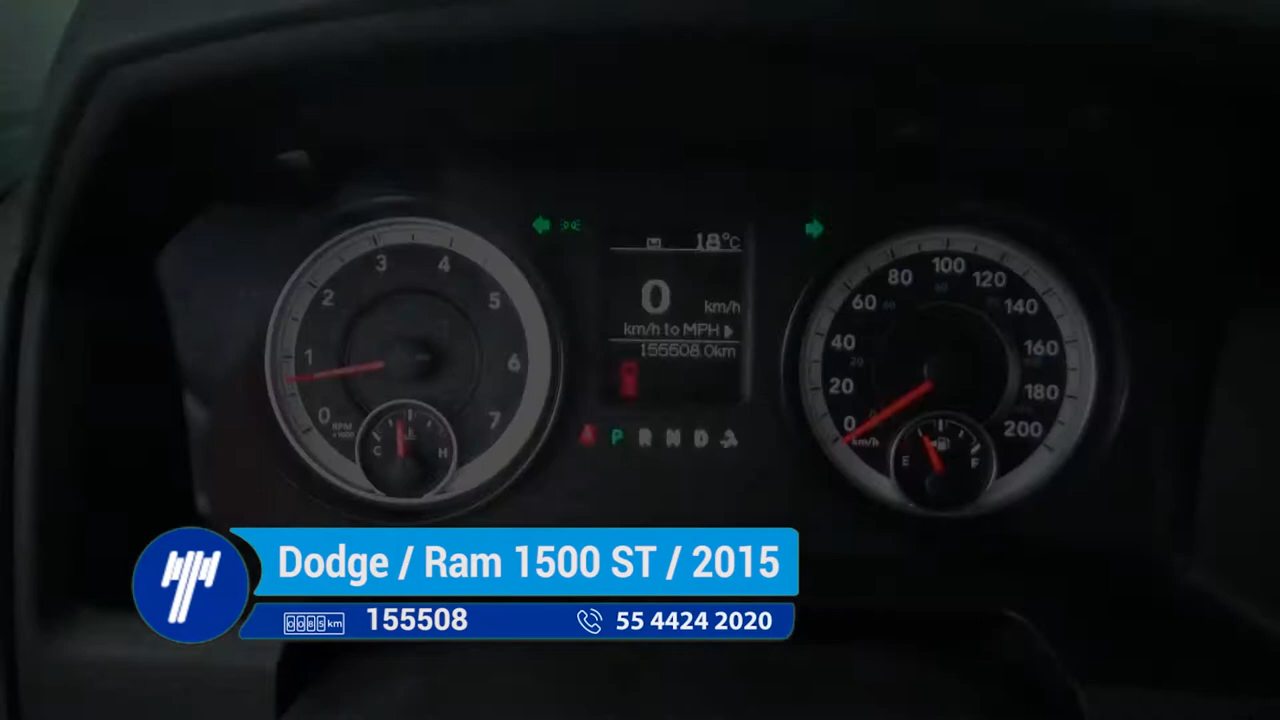 18°C
0 km/h
km/h to MPH
155508.0km
P R N D
0 1 2 3 4 5 6 7
RPM
x1000
C H
0 20 40 60 80 100 120 140 160 180 200
km/h
E F
Dodge / Ram 1500 ST / 2015
km 155508 55 4424 2020